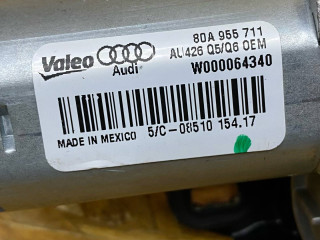 Valeo
Audi
80A 955 711
AU426 Q5/Q6 OEM
W000064340
MADE IN MEXICO 5/C-08510 154.17